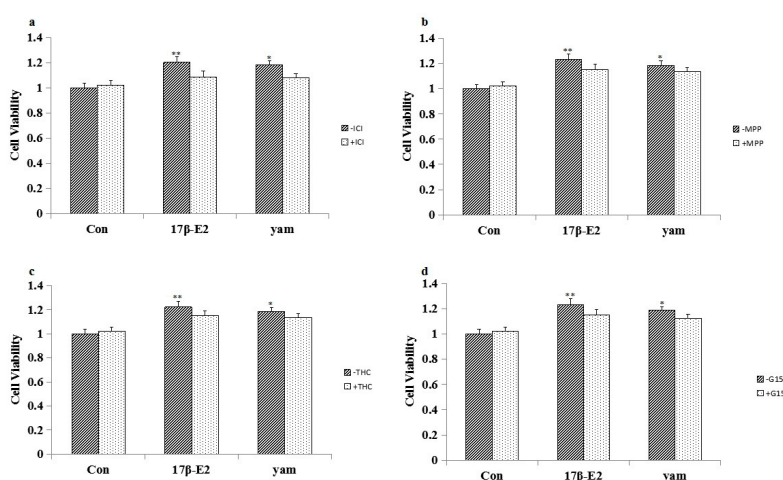 a
Cell Viability
1.4
1.2
1
0.8
0.6
0.4
0.2
0
**
*
Con
17β-E2
yam
-ICI
+ICI
b
Cell Viability
1.4
1.2
1
0.8
0.6
0.4
0.2
0
**
*
Con
17β-E2
yam
-MPP
+MPP
c
Cell Viability
1.4
1.2
1
0.8
0.6
0.4
0.2
0
**
*
Con
17β-E2
yam
-THC
+THC
d
Cell Viability
1.4
1.2
1
0.8
0.6
0.4
0.2
0
**
*
Con
17β-E2
yam
-G15
+G15